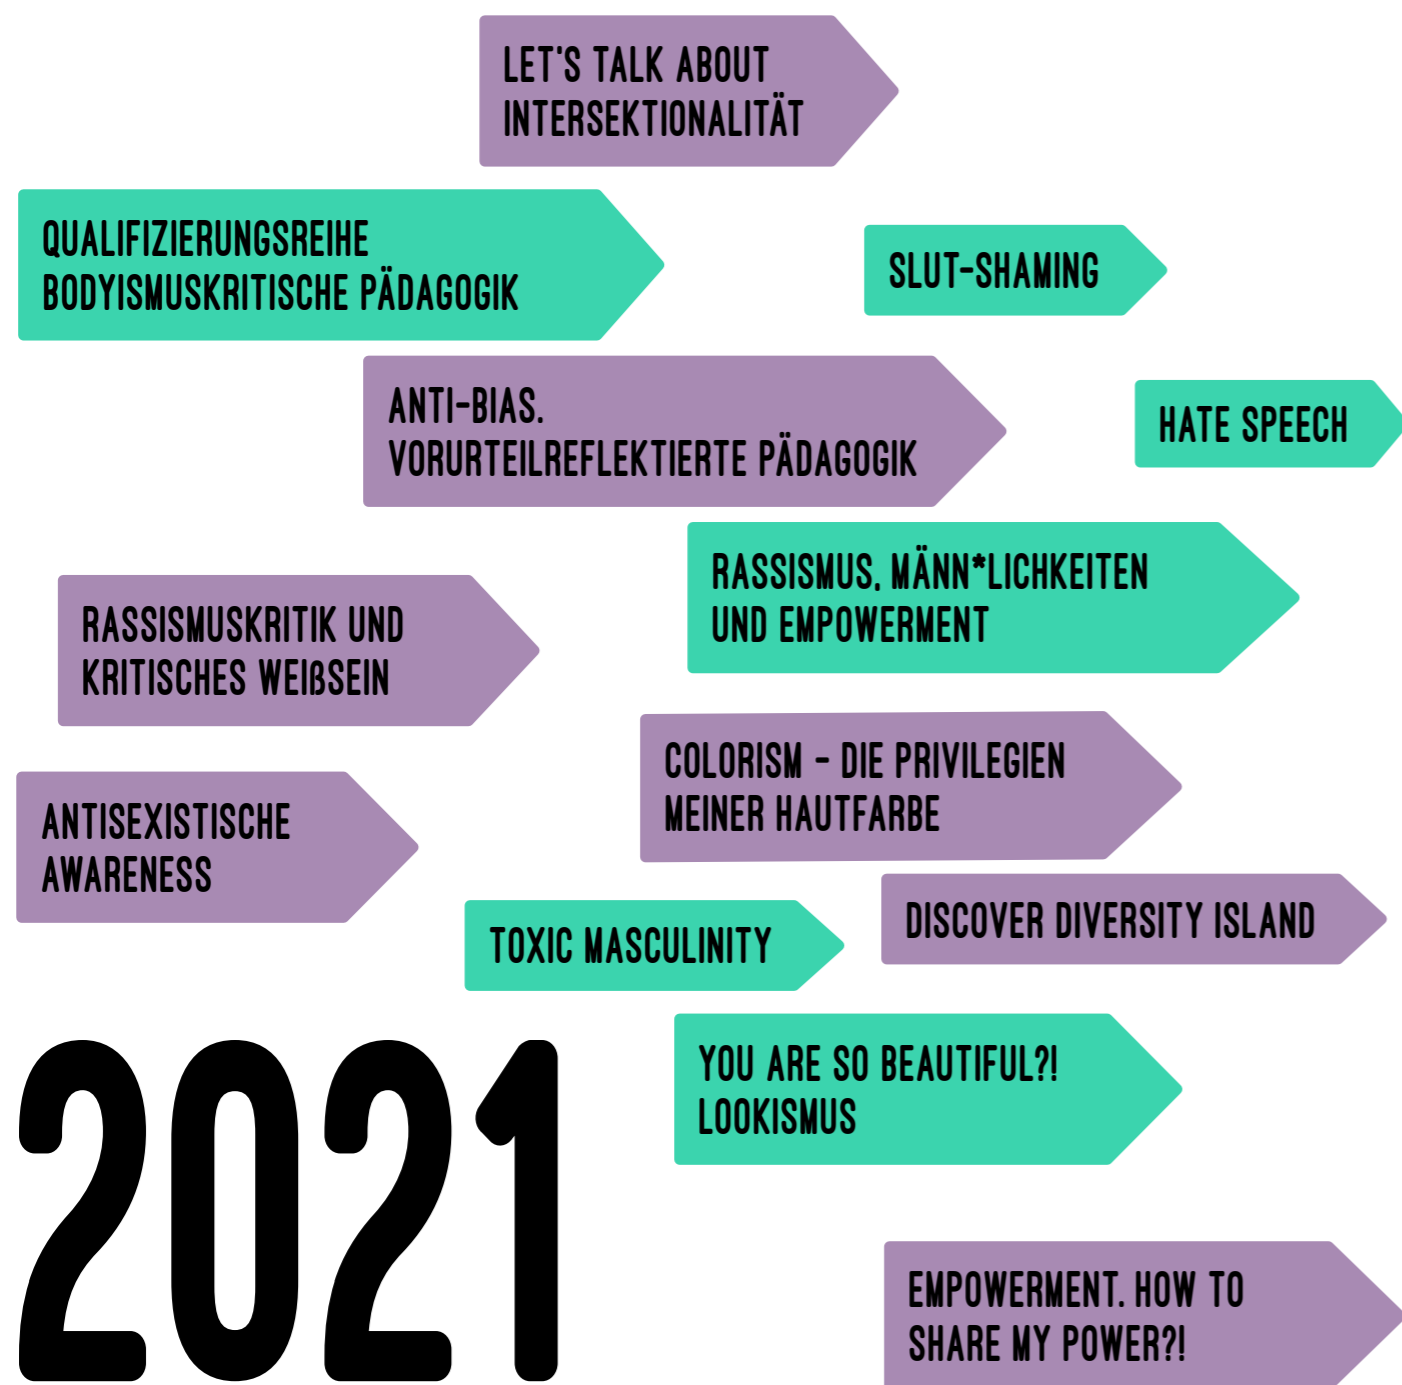 LET'S TALK ABOUT
INTERSEKTIONALITÄT
QUALIFIZIERUNGSREIHE
BODYISMUSKRITISCHE PÄDAGOGIK
SLUT-SHAMING
ANTI-BIAS.
VORURTEILREFLEKTIERTE PÄDAGOGIK
HATE SPEECH
RASSISMUS, MÄNN*LICHKEITEN
UND EMPOWERMENT
RASSISMUSKRITIK UND
KRITISCHES WEIßSEIN
COLORISM - DIE PRIVILEGIEN
MEINER HAUTFARBE
ANTISEXISTISCHE
AWARENESS
DISCOVER DIVERSITY ISLAND
TOXIC MASCULINITY
YOU ARE SO BEAUTIFUL?!
LOOKISMUS
2021
EMPOWERMENT. HOW TO
SHARE MY POWER?!